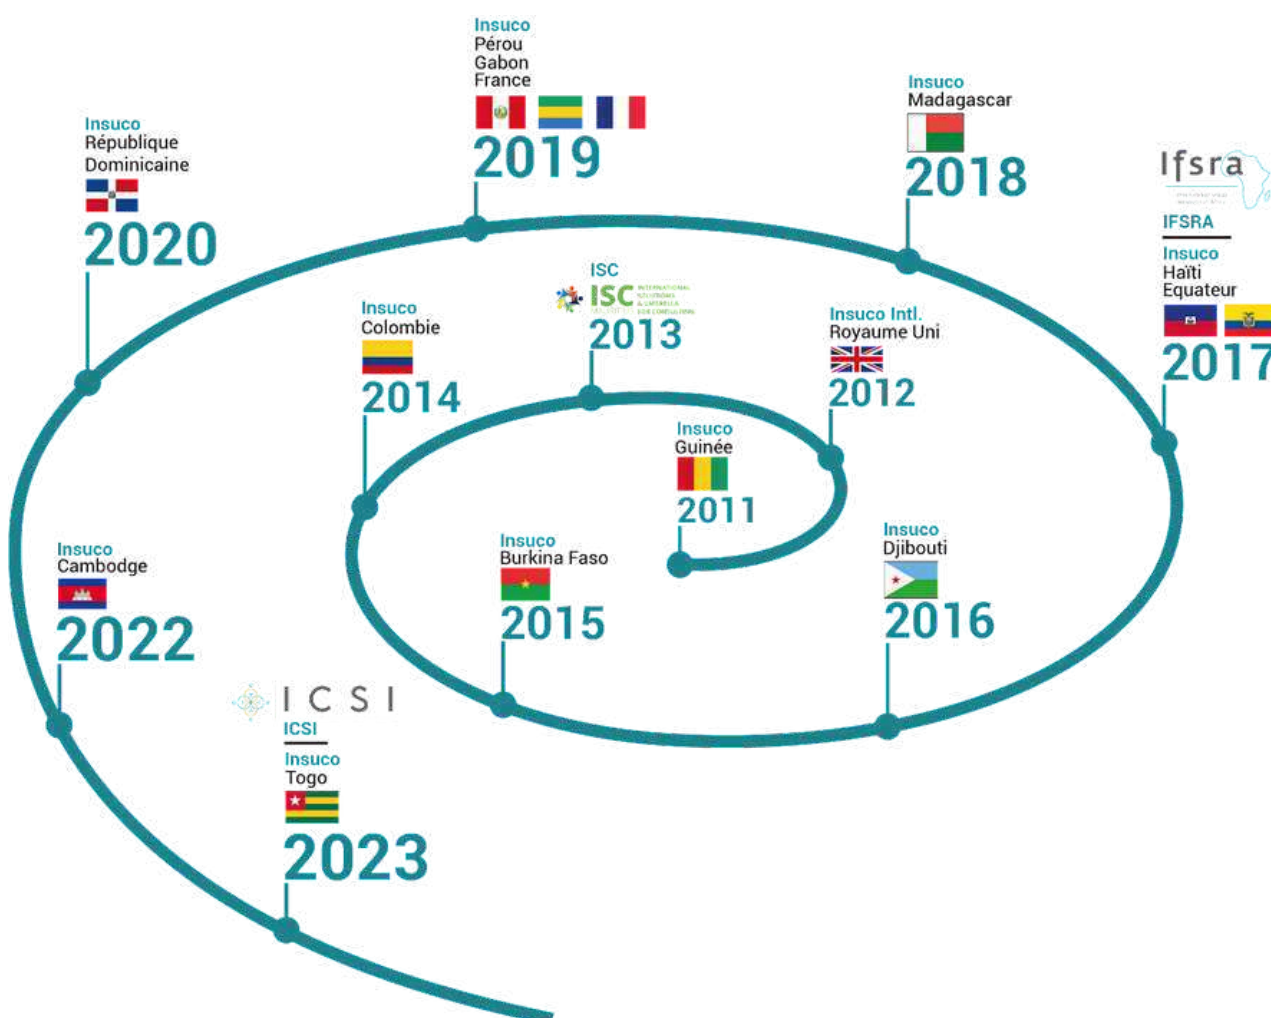 Insuco
Pérou
Gabon
France
2019
Insuco
Madagascar
2018
Insuco
République
Dominicaine
2020
Ifsra
IFSRA
Insuco
Haïti
Equateur
2017
ISC
ISC
INTERNATIONAL
SOLUTIONS
2013
Insuco
Colombie
2014
Insuco Intl.
Royaume Uni
2012
Insuco
Guinée
2011
Insuco
Burkina Faso
2015
Insuco
Djibouti
2016
Insuco
Cambodge
2022
ICSI
ICSI
Insuco
Togo
2023